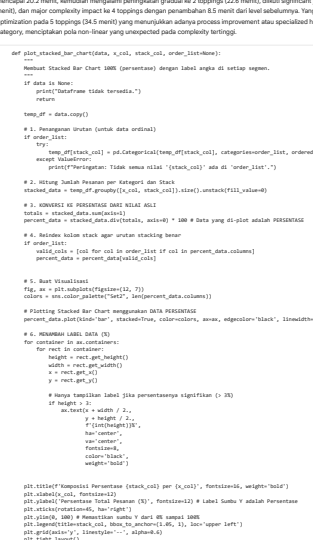 mencapai 20.2 menit, kemudian mengalami peningkatan gradual ke 2 toppings (22.6 menit), diikuti significant
menit), dan major complexity impact ke 4 toppings dengan penambahan 8.5 menit dari level sebelumnya. Yang
optimization pada 5 toppings (34.5 menit) yang menunjukkan adanya process improvement atau specialized h
ategory, menciptakan pola non-linear yang unexpected pada complexity tertinggi.
def plot_stacked_bar_chart(data, x_col, stack_col, order_list=None):
"""
Membuat Stacked Bar Chart 100% (persentase) dengan label angka di setiap segmen.
"""
if data is None:
print("Dataframe tidak tersedia.")
return
temp_df = data.copy()
# 1. Penanganan Urutan (untuk data ordinal)
if order_list:
try:
temp_df[stack_col] = pd.Categorical(temp_df[stack_col], categories=order_list, ordered
except ValueError:
print(f"Peringatan: Tidak semua nilai '{stack_col}' ada di 'order_list'.")
# 2. Hitung Jumlah Pesanan per Kategori dan Stack
stacked_data = temp_df.groupby([x_col, stack_col]).size().unstack(fill_value=0)
# 3. KONVERSI KE PERSENTASE DARI NILAI ASLI
totals = stacked_data.sum(axis=1)
percent_data = stacked_data.div(totals, axis=0) * 100 # Data yang di-plot adalah PERSENTASE
# 4. Reindex kolom stack agar urutan stacking benar
if order_list:
valid_cols = [col for col in order_list if col in percent_data.columns]
percent_data = percent_data[valid_cols]
# 5. Buat Visualisasi
fig, ax = plt.subplots(figsize=(12, 7))
colors = sns.color_palette("Set2", len(percent_data.columns))
# Plotting Stacked Bar Chart menggunakan DATA PERSENTASE
percent_data.plot(kind='bar', stacked=True, color=colors, ax=ax, edgecolor='black', linewidth=
# 6. MENAMBAH LABEL DATA (%)
for container in ax.containers:
for rect in container:
height = rect.get_height()
width = rect.get_width()
x = rect.get_x()
y = rect.get_y()
# Hanya tampilkan label jika persentasenya signifikan (> 3%)
if height > 3:
ax.text(x + width / 2.,
y + height / 2.,
f'{int(height)}%',
ha='center',
va='center',
fontsize=8,
color='black',
weight='bold')
plt.title(f'Komposisi Persentase {stack_col} per {x_col}', fontsize=16, weight='bold')
plt.xlabel(x_col, fontsize=12)
plt.ylabel('Persentase Total Pesanan (%)', fontsize=12) # Label Sumbu Y adalah Persentase
plt.xticks(rotation=45, ha='right')
plt.ylim(0, 100) # Memastikan sumbu Y dari 0% sampai 100%
plt.legend(title=stack_col, bbox_to_anchor=(1.05, 1), loc='upper left')
plt.grid(axis='y', linestyle='--', alpha=0.6)
plt.tight_layout()